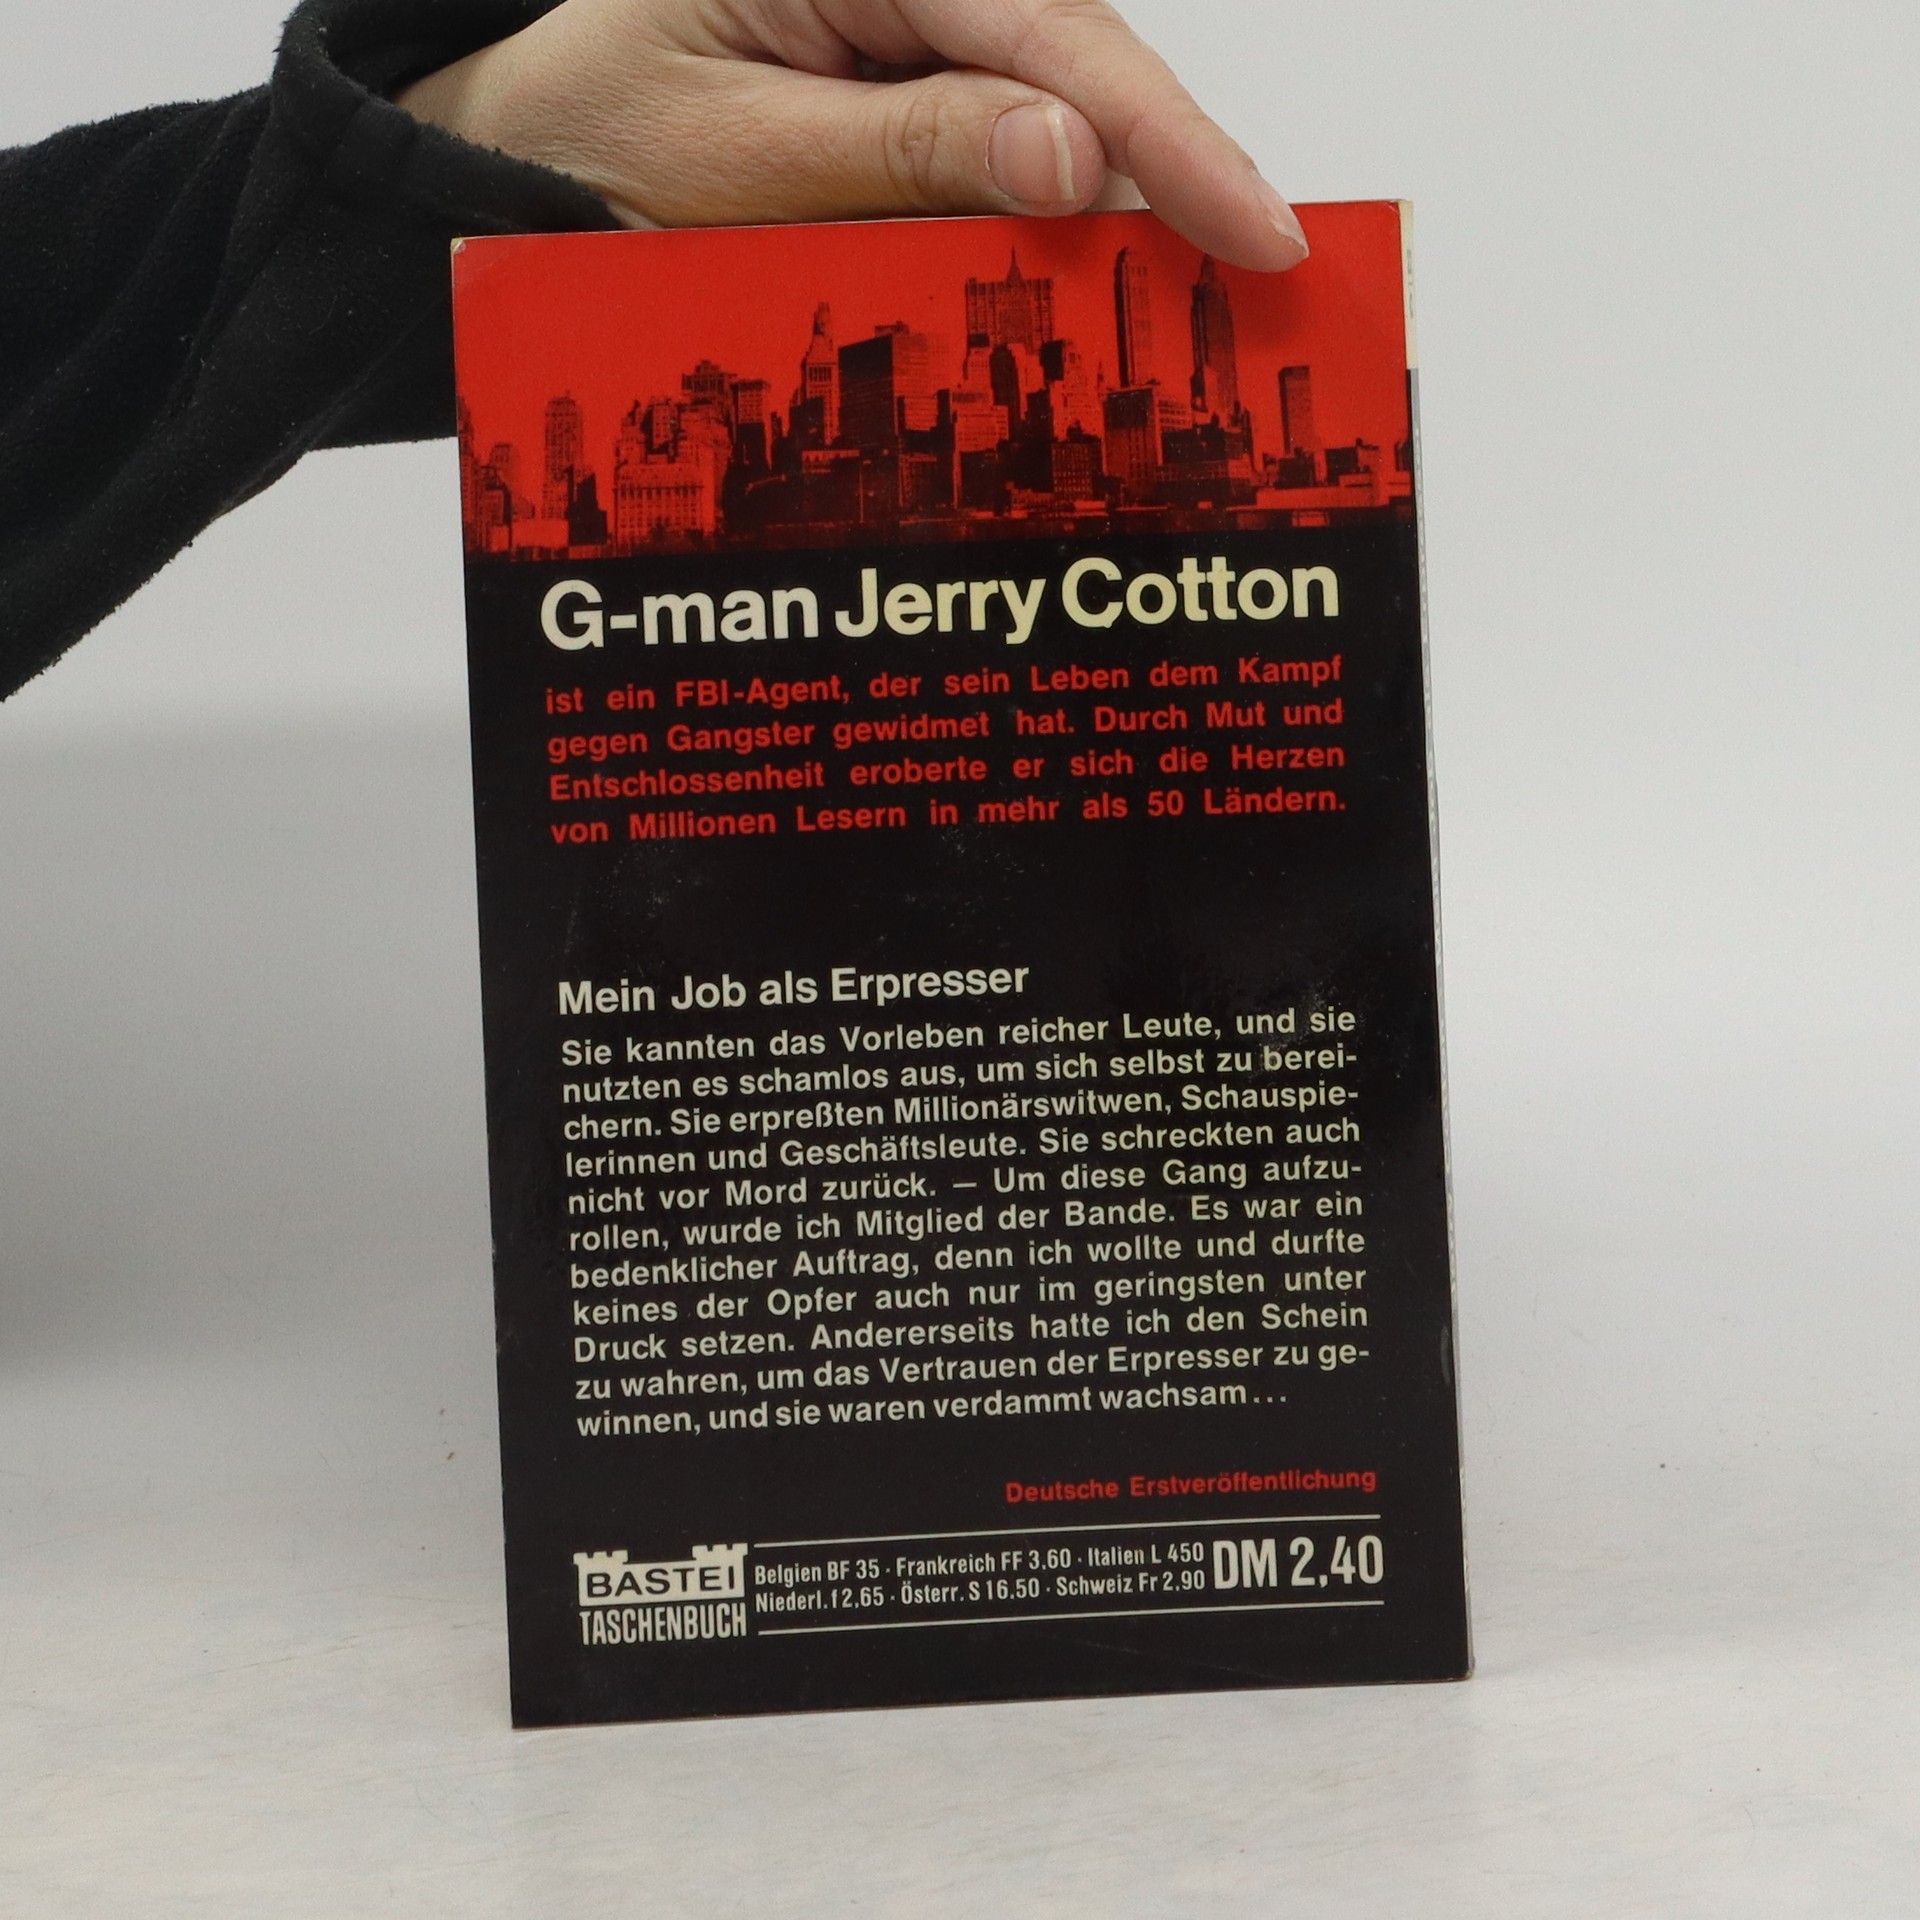 G-man Jerry Cotton
ist ein FBI-Agent, der sein Leben dem Kampf
gegen Gangster gewidmet hat. Durch Mut und
Entschlossenheit eroberte er sich die Herzen
von Millionen Lesern in mehr als 50 Ländern.
Mein Job als Erpresser
Sie kannten das Vorleben reicher Leute, und sie
nutzten es schamlos aus, um sich selbst zu berei-
chern. Sie erpreßten Millionärswitwen, Schauspie-
lerinnen und Geschäftsleute. Sie schreckten auch
nicht vor Mord zurück. — Um diese Gang aufzu-
rollen, wurde ich Mitglied der Bande. Es war ein
bedenklicher Auftrag, denn ich wollte und durfte
keines der Opfer auch nur im geringsten unter
Druck setzen. Andererseits hatte ich den Schein
zu wahren, um das Vertrauen der Erpresser zu ge-
winnen, und sie waren verdammt wachsam...
Deutsche Erstveröffentlichung
BASTEI
TASCHENBUCH
Belgien BF 35 · Frankreich FF 3.60 · Italien L 450
Niederl. f 2,65 · Österr. S 16.50 · Schweiz Fr 2.90
DM 2,40